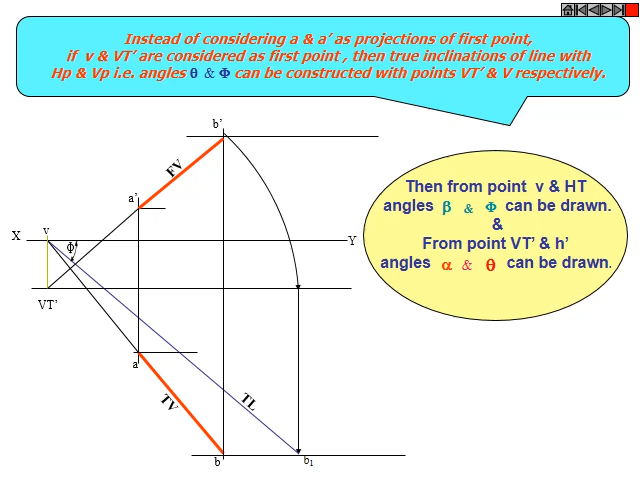 Instead of considering a & a’ as projections of first point,
if v & VT’ are considered as first point , then true inclinations of line with
Hp & Vp i.e. angles θ & Φ can be constructed with points VT’ & V respectively.
b’
FV
a’
X
v
Φ
Y
VT’
a
TV
TL
b
b1
Then from point v & HT
angles β & Φ can be drawn.
&
From point VT’ & h’
angles α & θ can be drawn.